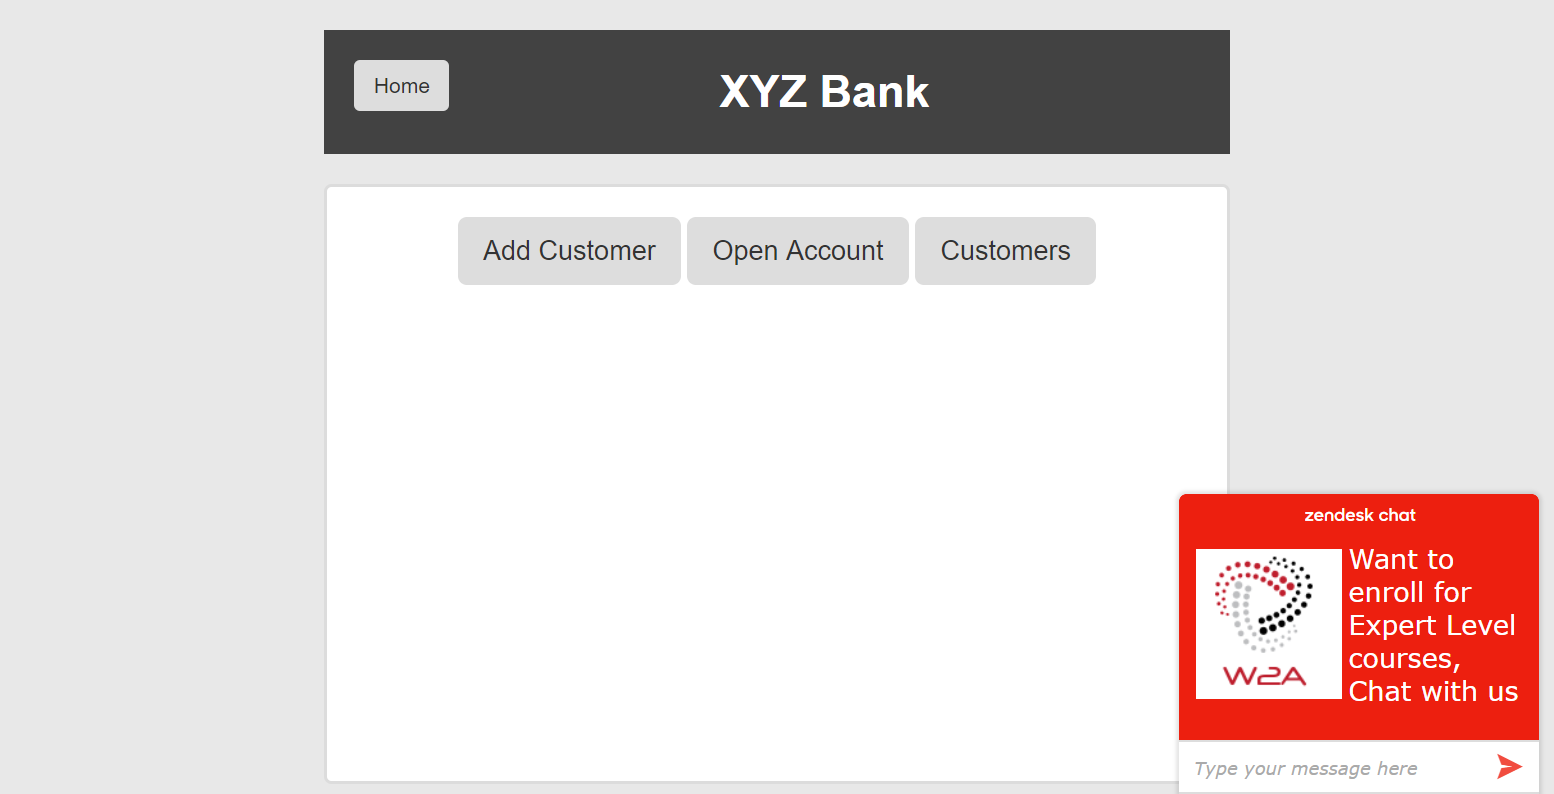 Home
XYZ Bank
Add Customer
Open Account
Customers
zendesk chat
Want to
enroll for
Expert Level
courses,
Chat with us
W2A
Type your message here